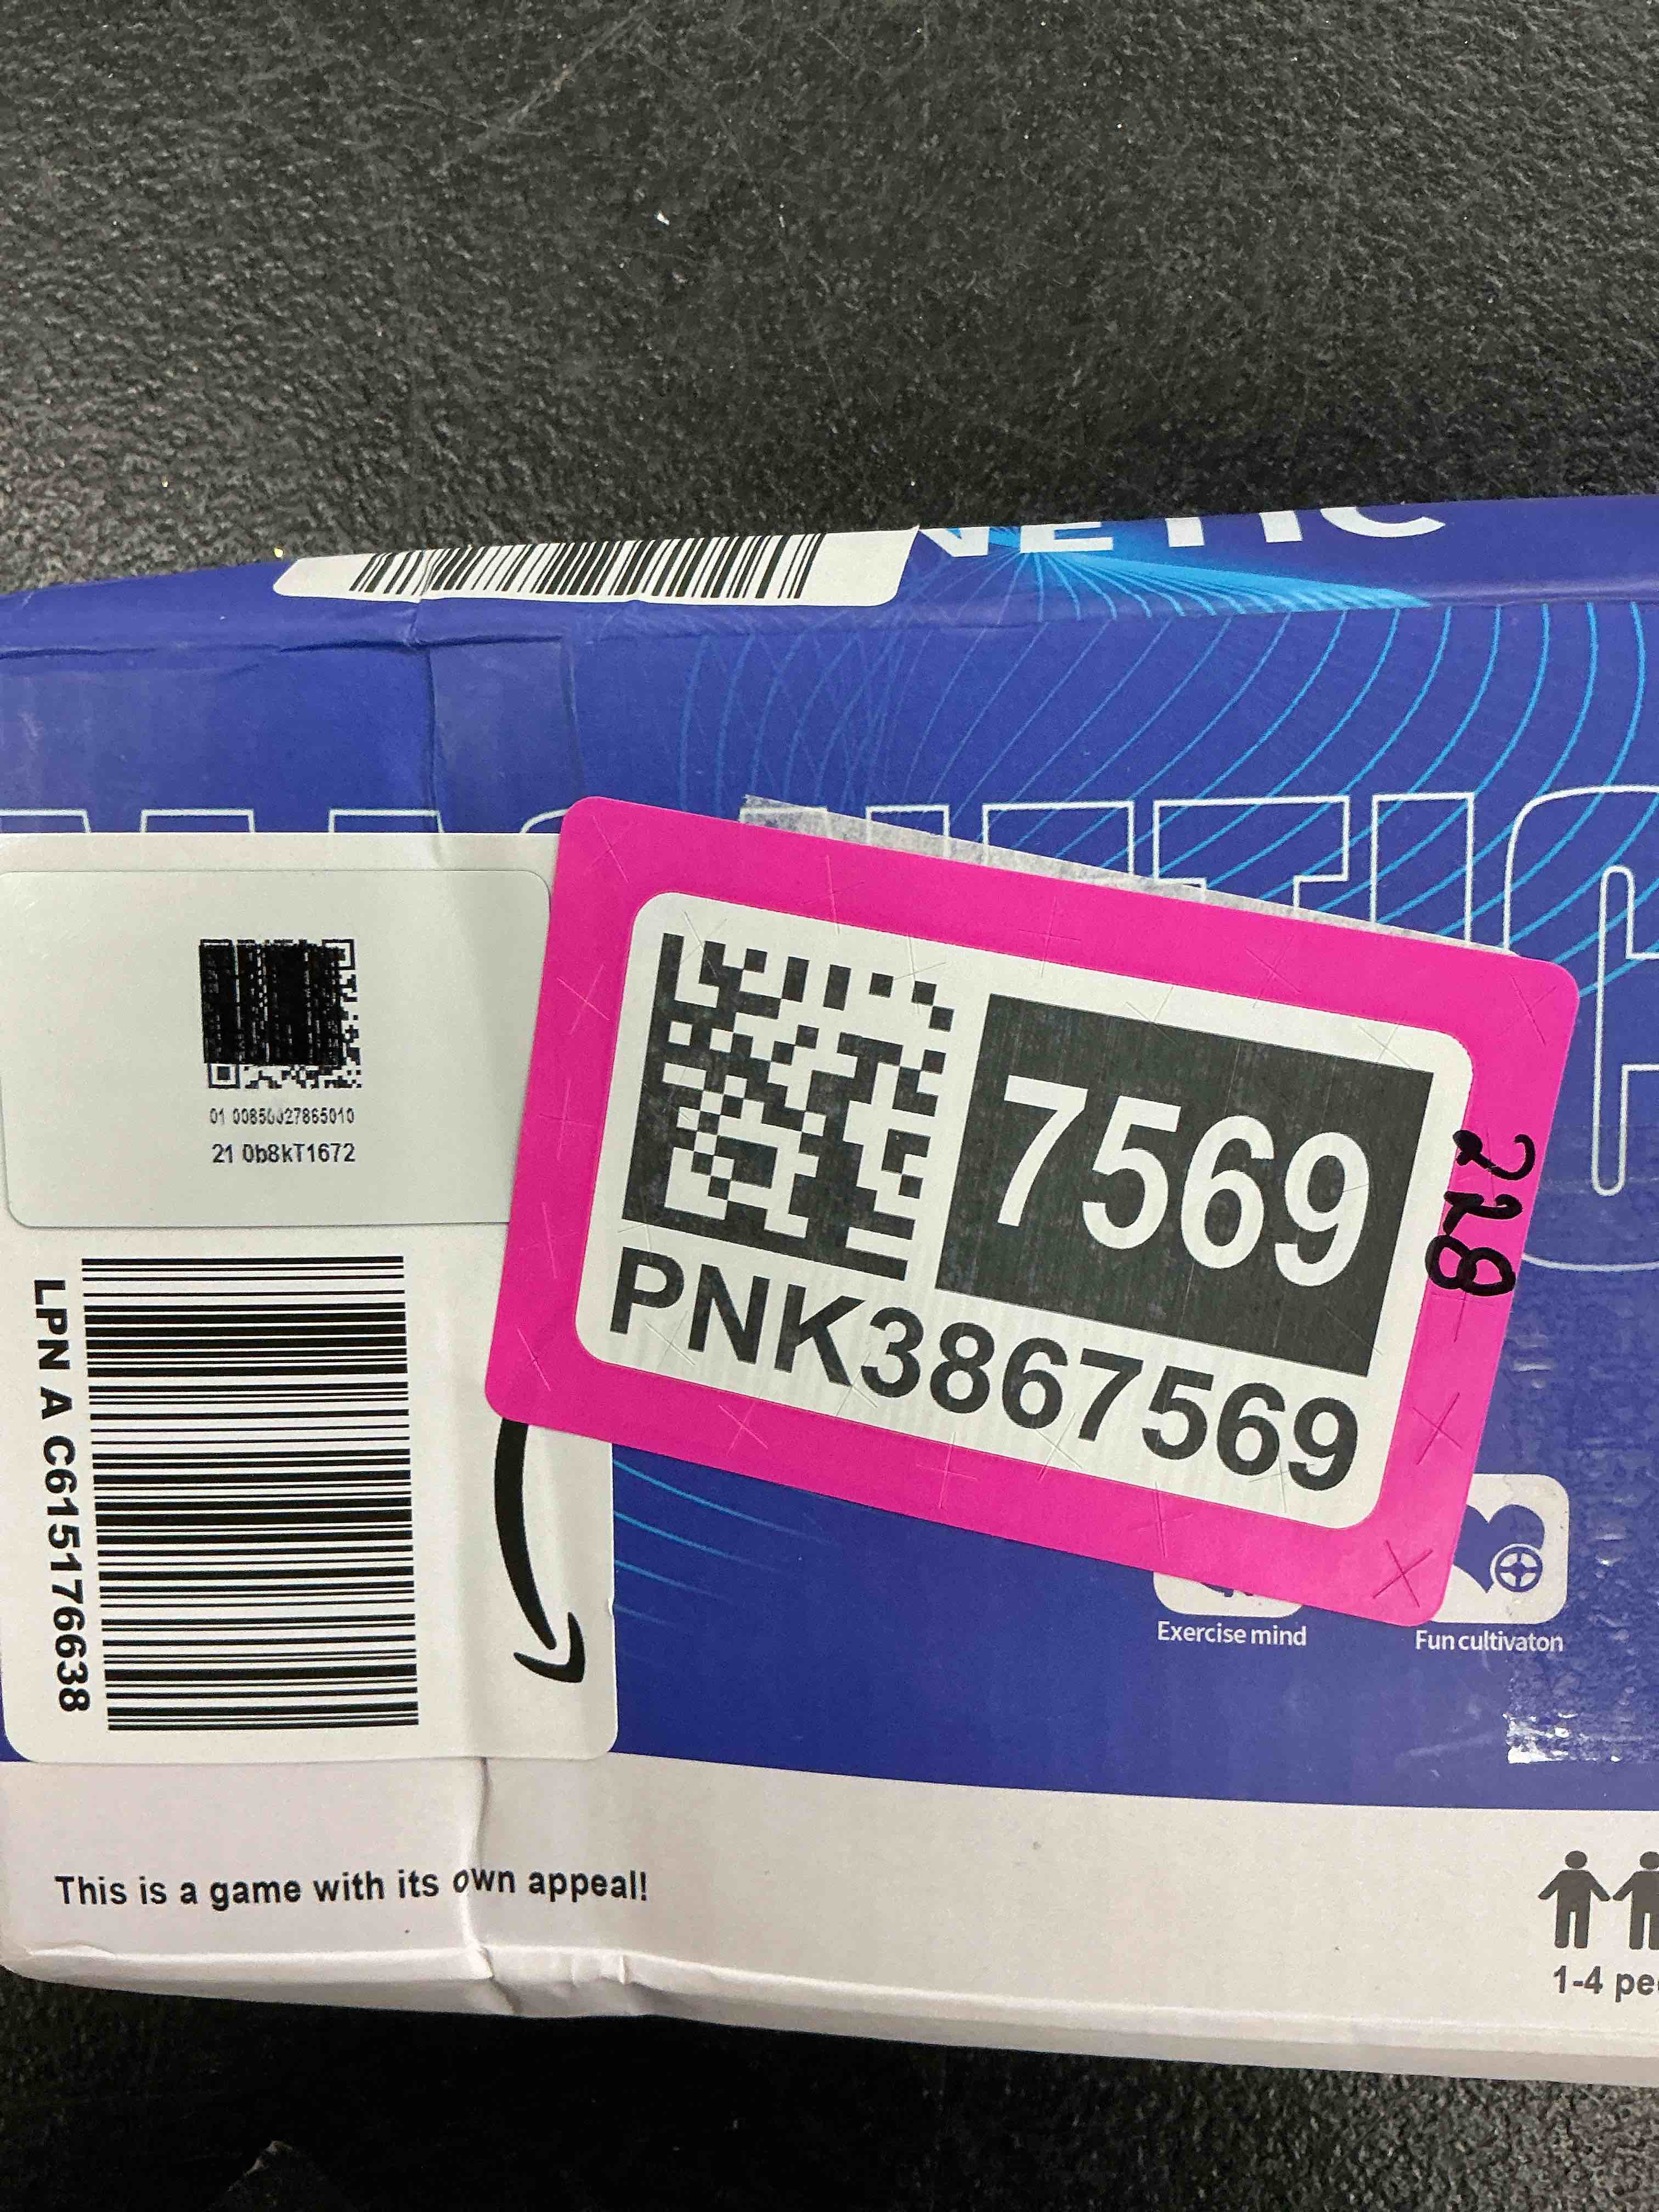 NETIC
01 00850027865010
21 0b8kT1672
LPN A C615176638
7569
PNK3867569
228
Exercise mind
Fun cultivaton
This is a game with its own appeal!
1-4